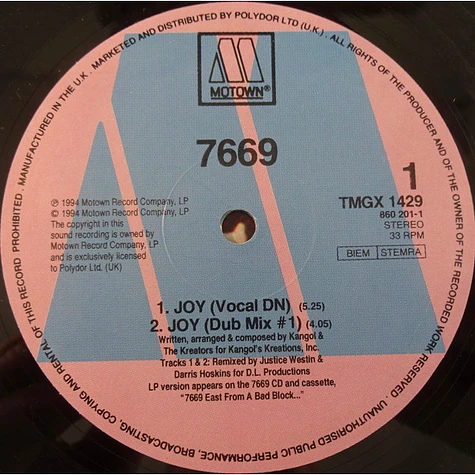 MANUFACTURED IN THE U.K. MARKETED AND DISTRIBUTED BY POLYDOR LTD (U.K.). ALL RIGHTS OF THE PRODUCER AND OF THE OWNER OF THE RECORDED WORK RESERVED. UNAUTHORISED PUBLIC PERFORMANCE, BROADCASTING, COPYING AND RENTAL OF THIS RECORD PROHIBITED.
MOTOWN®
7669
1
TMGX 1429
860 201-1
STEREO
33 RPM
BIEM STEMRA
℗ 1994 Motown Record Company, LP
© 1994 Motown Record Company, LP
The copyright in this
sound recording is owned by
Motown Record Company, LP
and is exclusively licensed
to Polydor Ltd. (UK)
1. JOY (Vocal DN) (5.25)
2. JOY (Dub Mix #1) (4.05)
Written, arranged & composed by Kangol &
The Kreators for Kangol's Kreations, Inc.
Tracks 1 & 2: Remixed by Justice Westin &
Darris Hoskins for D.L. Productions
LP version appears on the 7669 CD and cassette,
"7669 East From A Bad Block..."